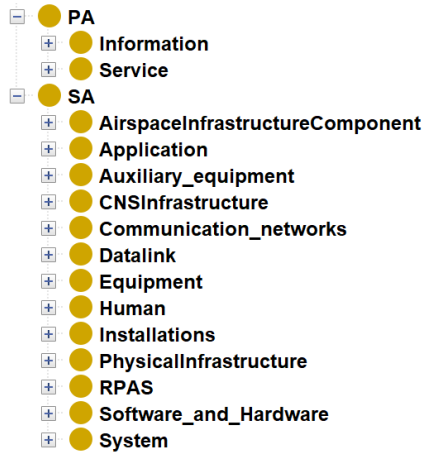 PA
Information
Service
SA
AirspaceInfrastructureComponent
Application
Auxiliary_equipment
CNSInfrastructure
Communication_networks
Datalink
Equipment
Human
Installations
PhysicalInfrastructure
RPAS
Software_and_Hardware
System